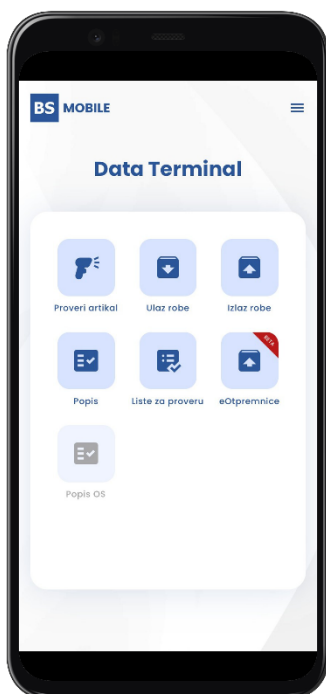 BS MOBILE
Data Terminal
Proveri artikal Ulaz robe Izlaz robe
BETA
Popis Liste za proveru eOtpremnice
Popis OS